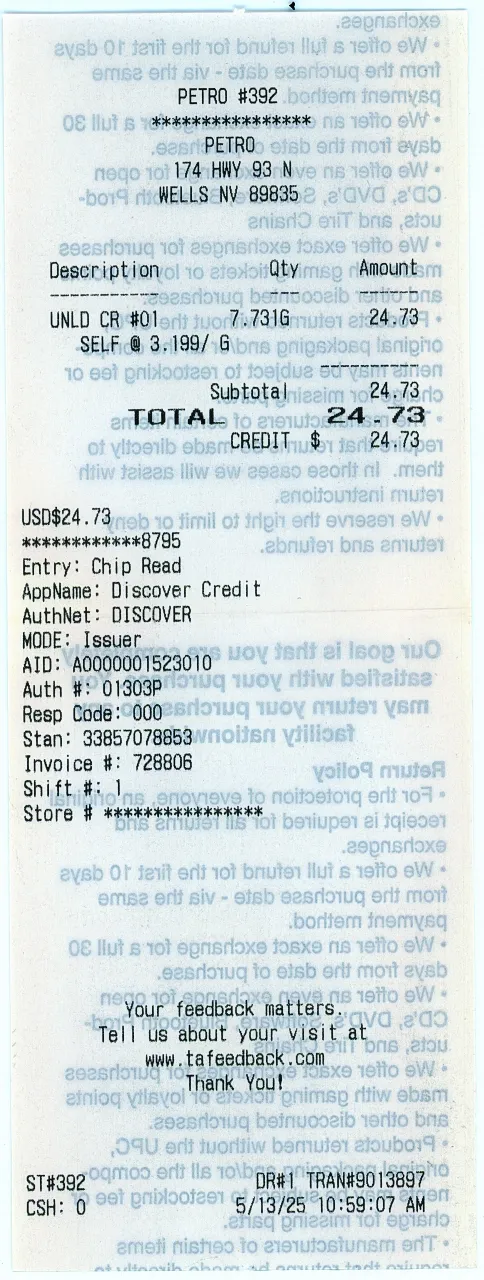 PETRO #392
****************
PETRO
174 HWY 93 N
WELLS NV 89835
Description Qty Amount
----------- --- ------
UNLD CR #01 7.731G 24.73
SELF @ 3.199/ G
----------
Subtotal 24.73
TOTAL 24.73
CREDIT $ 24.73
USD$24.73
************8795
Entry: Chip Read
AppName: Discover Credit
AuthNet: DISCOVER
MODE: Issuer
AID: A0000001523010
Auth #: 01303P
Resp Code: 000
Stan: 33857078853
Invoice #: 728806
Shift #: 1
Store # ****************
Your feedback matters.
Tell us about your visit at
www.tafeedback.com
Thank You!
ST#392 DR#1 TRAN#9013897
CSH: 0 5/13/25 10:59:07 AM